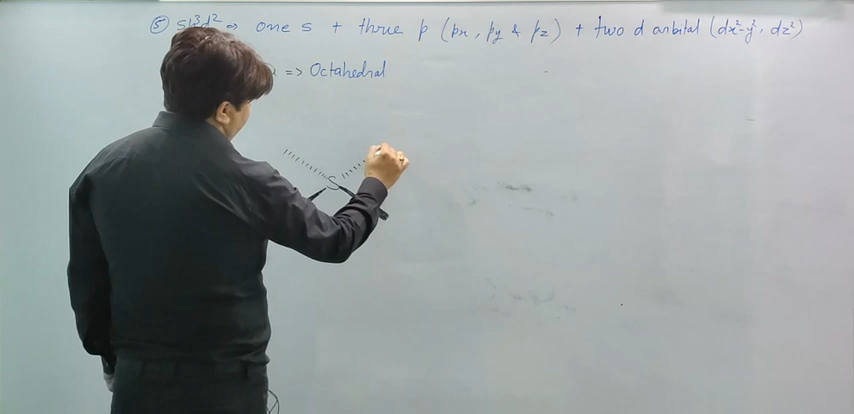 ⑤ sp³d² => one s + three p (px, py & pz) + two d orbital (dx²-y², dz²)
=> Octahedral
S